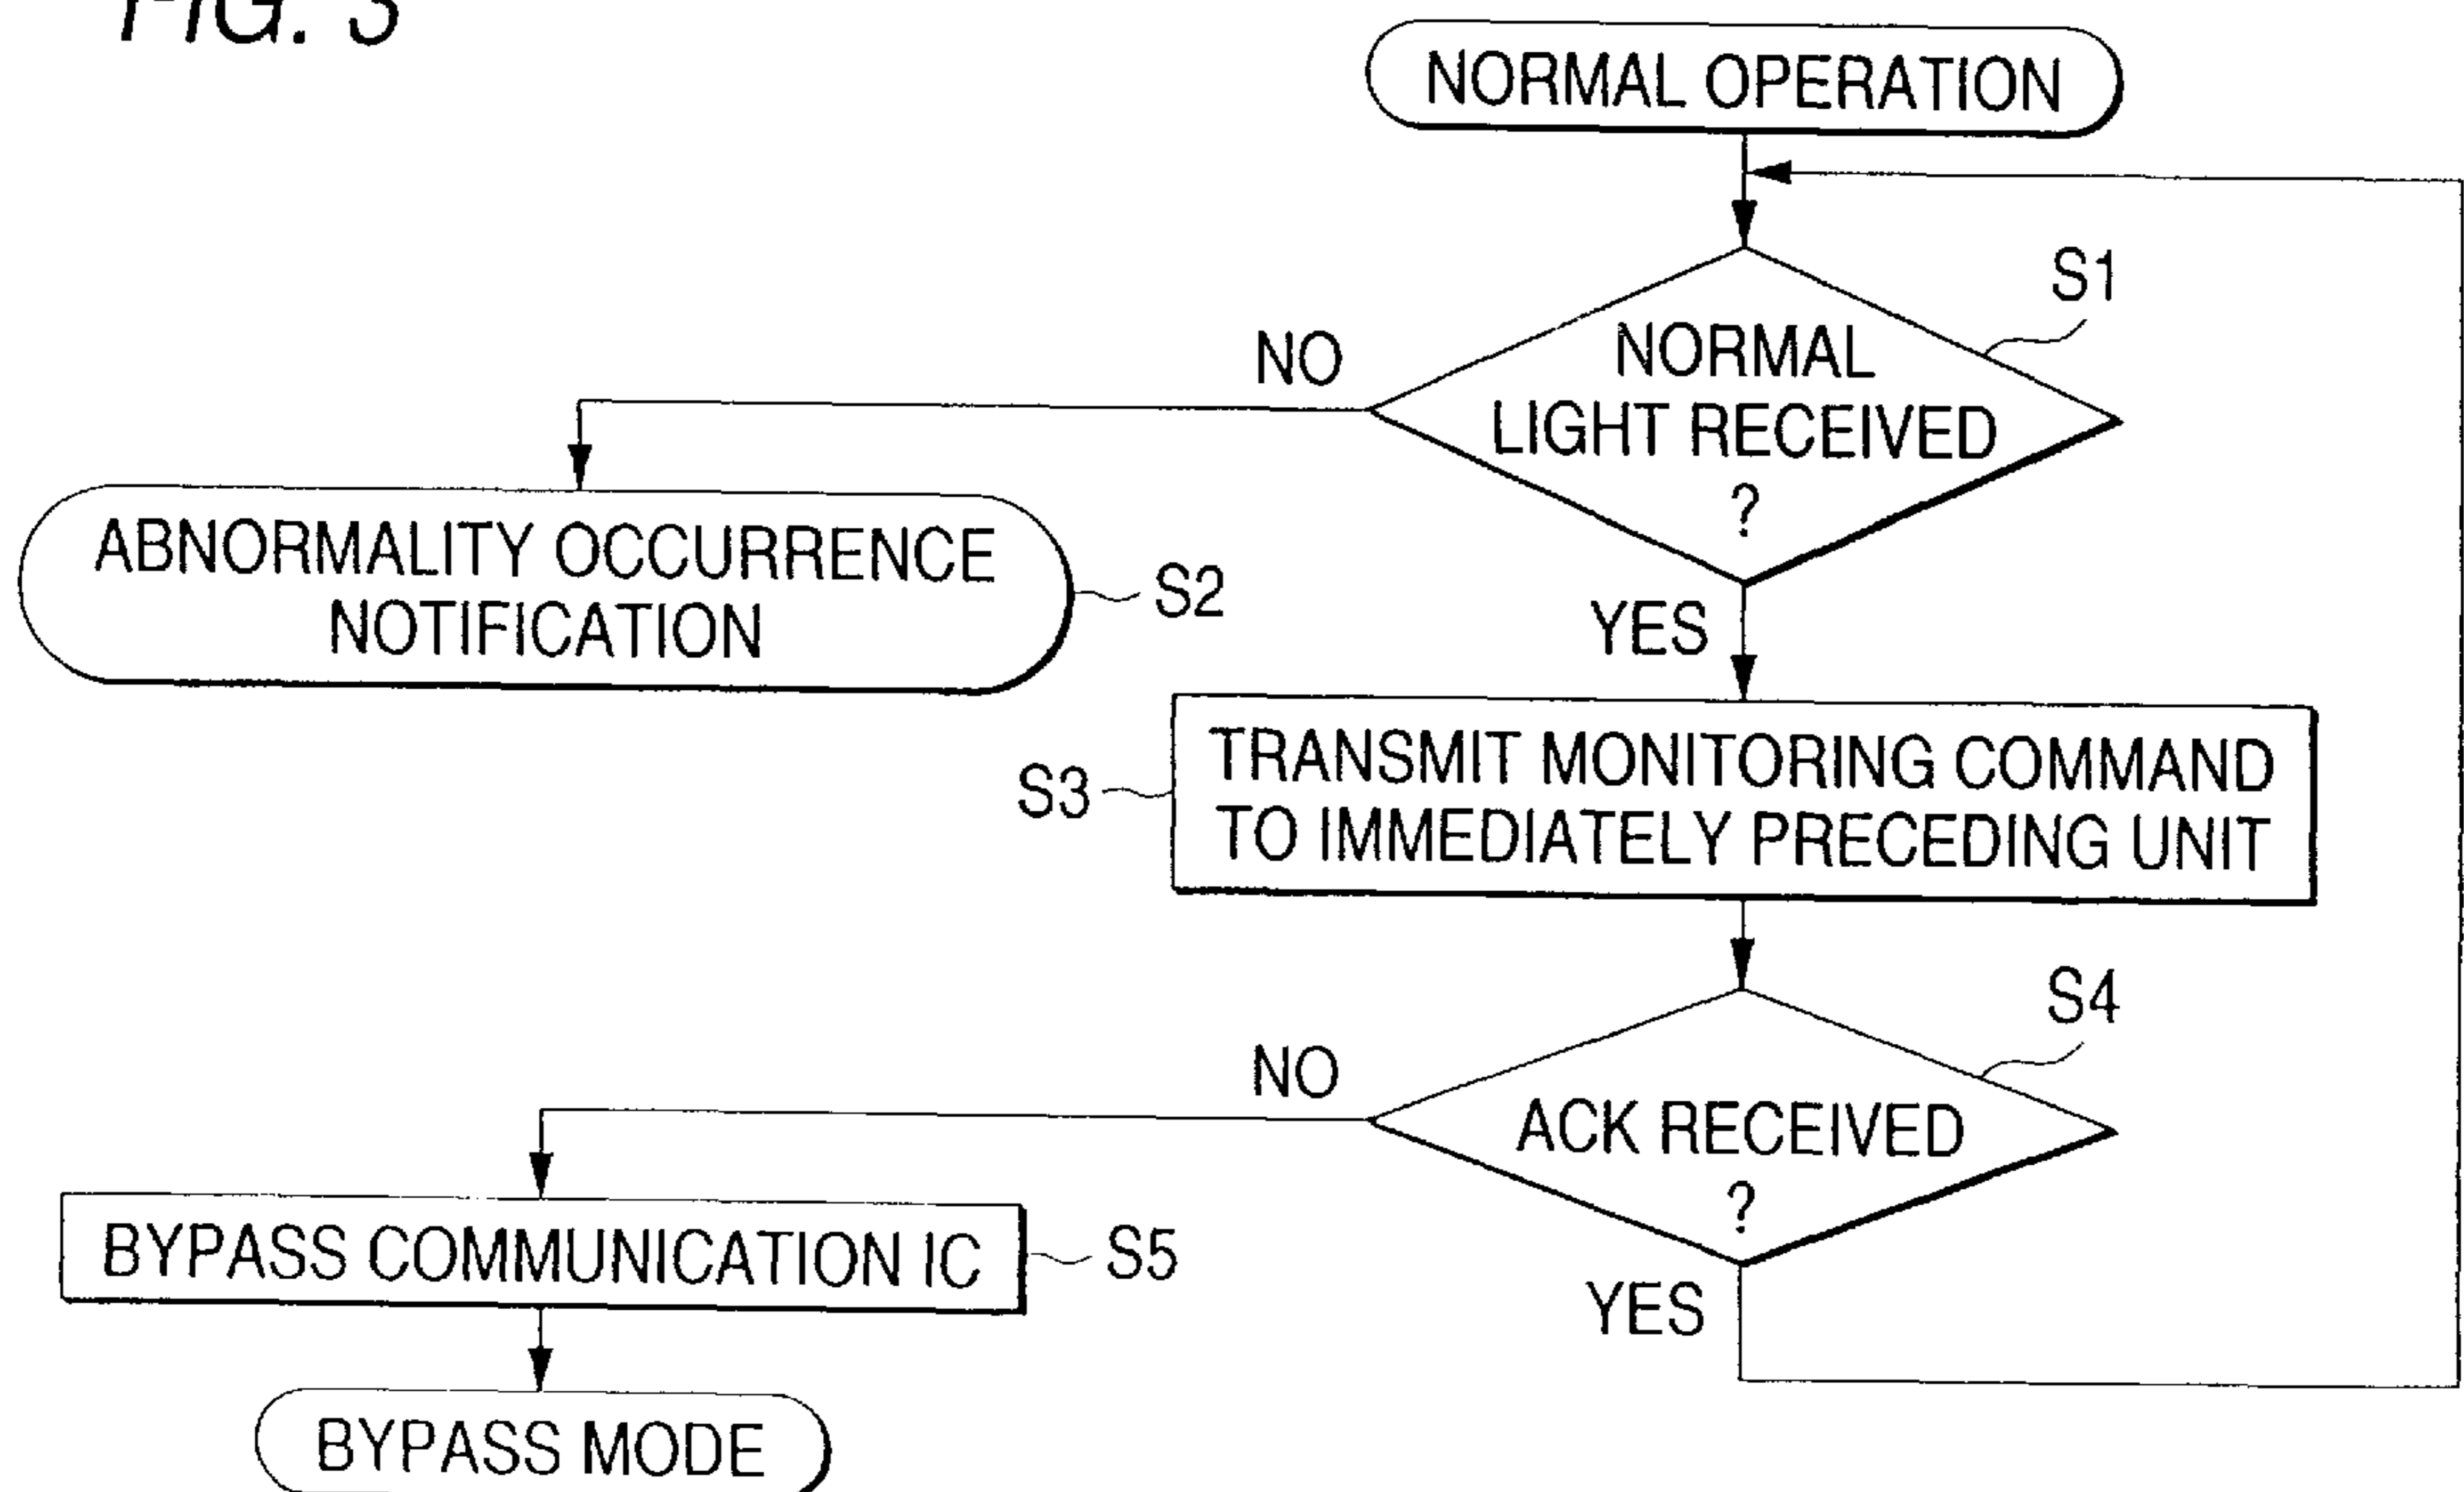 FIG. 3
NORMAL OPERATION
S1
NORMAL
LIGHT RECEIVED
?
NO
YES
ABNORMALITY OCCURRENCE
NOTIFICATION
S2
S3
TRANSMIT MONITORING COMMAND
TO IMMEDIATELY PRECEDING UNIT
S4
ACK RECEIVED
?
NO
YES
BYPASS COMMUNICATION IC
S5
BYPASS MODE